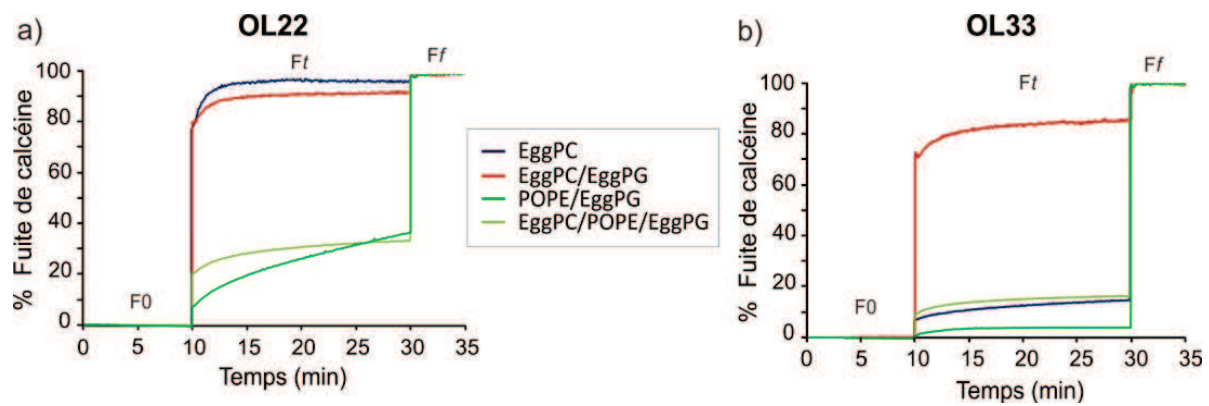 a)
OL22
% Fuite de calcéine
100
80
60
40
20
0
F0
Ft
Ff
0 5 10 15 20 25 30 35
Temps (min)
EggPC
EggPC/EggPG
POPE/EggPG
EggPC/POPE/EggPG
b)
OL33
% Fuite de calcéine
100
80
60
40
20
0
F0
Ft
Ff
0 5 10 15 20 25 30 35
Temps (min)